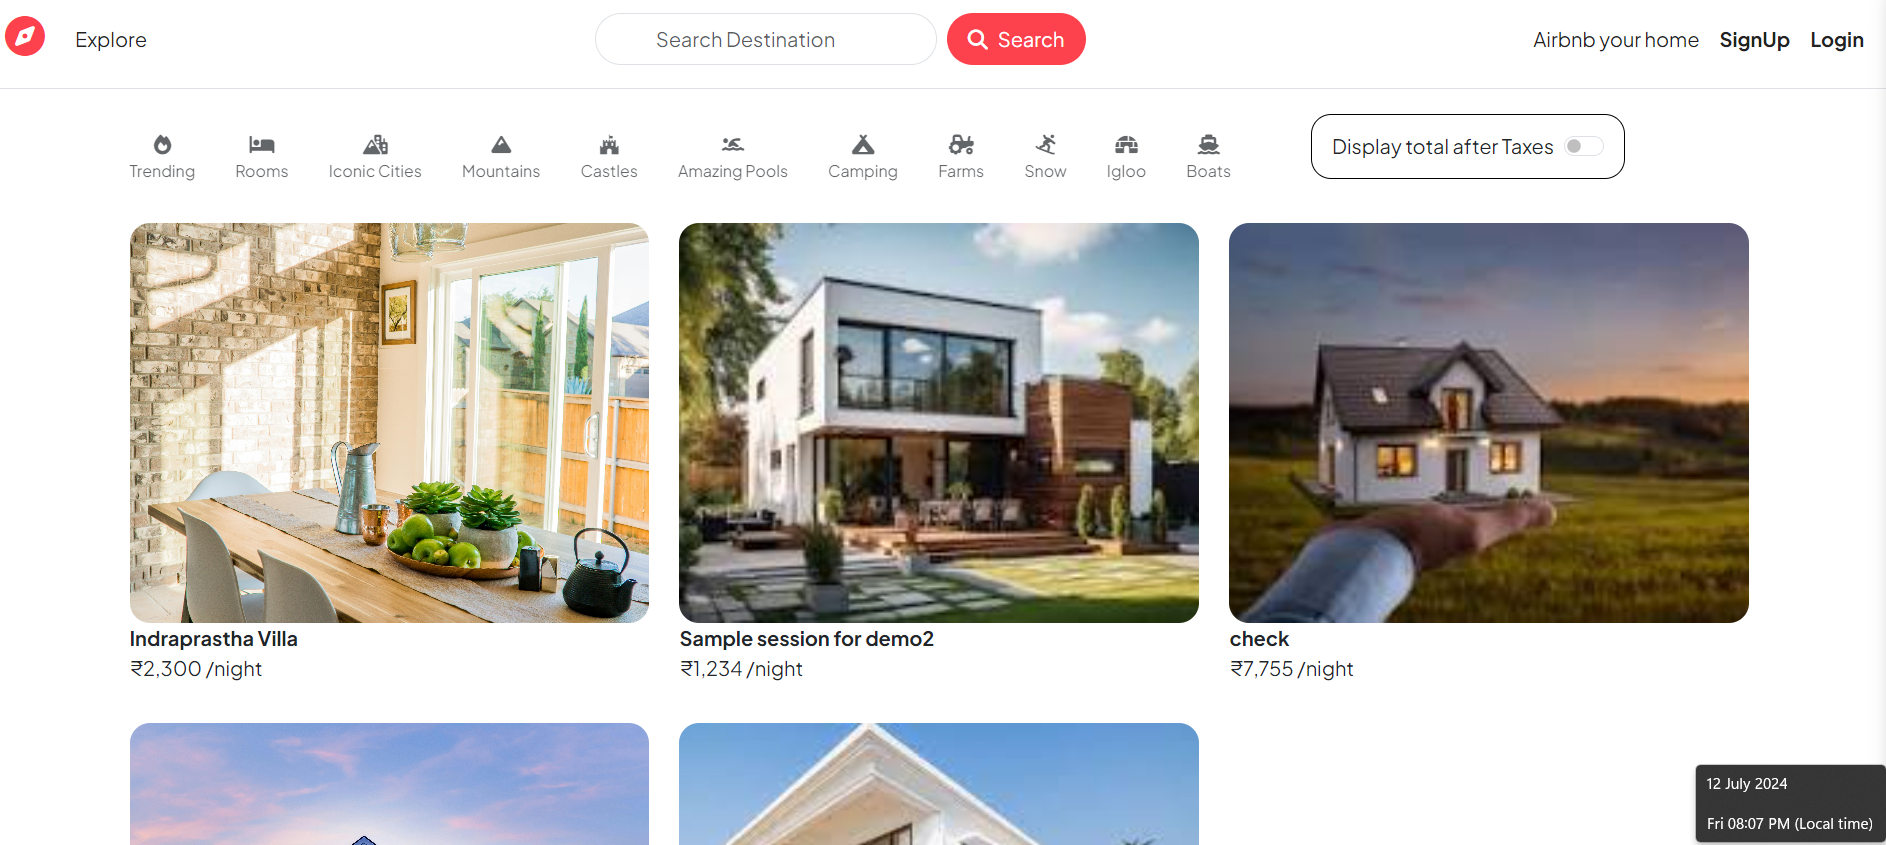 Explore
Search Destination
Search
Airbnb your home
SignUp
Login
Trending
Rooms
Iconic Cities
Mountains
Castles
Amazing Pools
Camping
Farms
Snow
Igloo
Boats
Display total after Taxes
Indraprastha Villa
₹2,300 /night
Sample session for demo2
₹1,234 /night
check
₹7,755 /night
12 July 2024
Fri 08:07 PM (Local time)